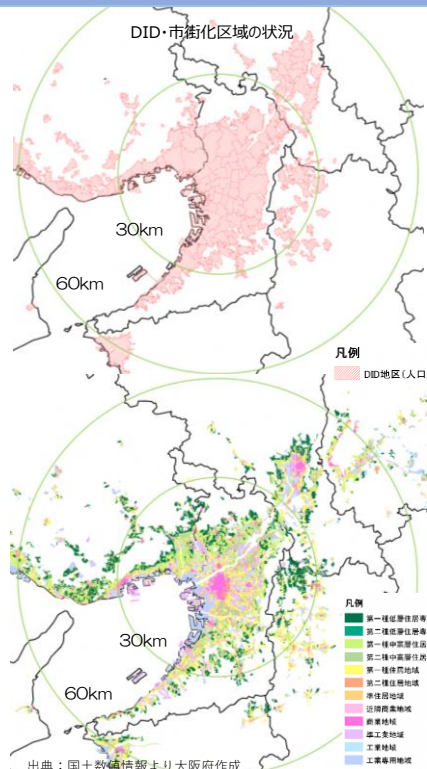 DID・市街化区域の状況
30km
60km
凡例
DID地区(人口
30km
60km
凡例
第一種低層住居専
第二種低層住居専
第一種中高層住居
第二種中高層住居
第一種住居地域
第二種住居地域
準住居地域
近隣商業地域
商業地域
準工業地域
工業地域
工業専用地域
出典：国土数値情報より大阪府作成